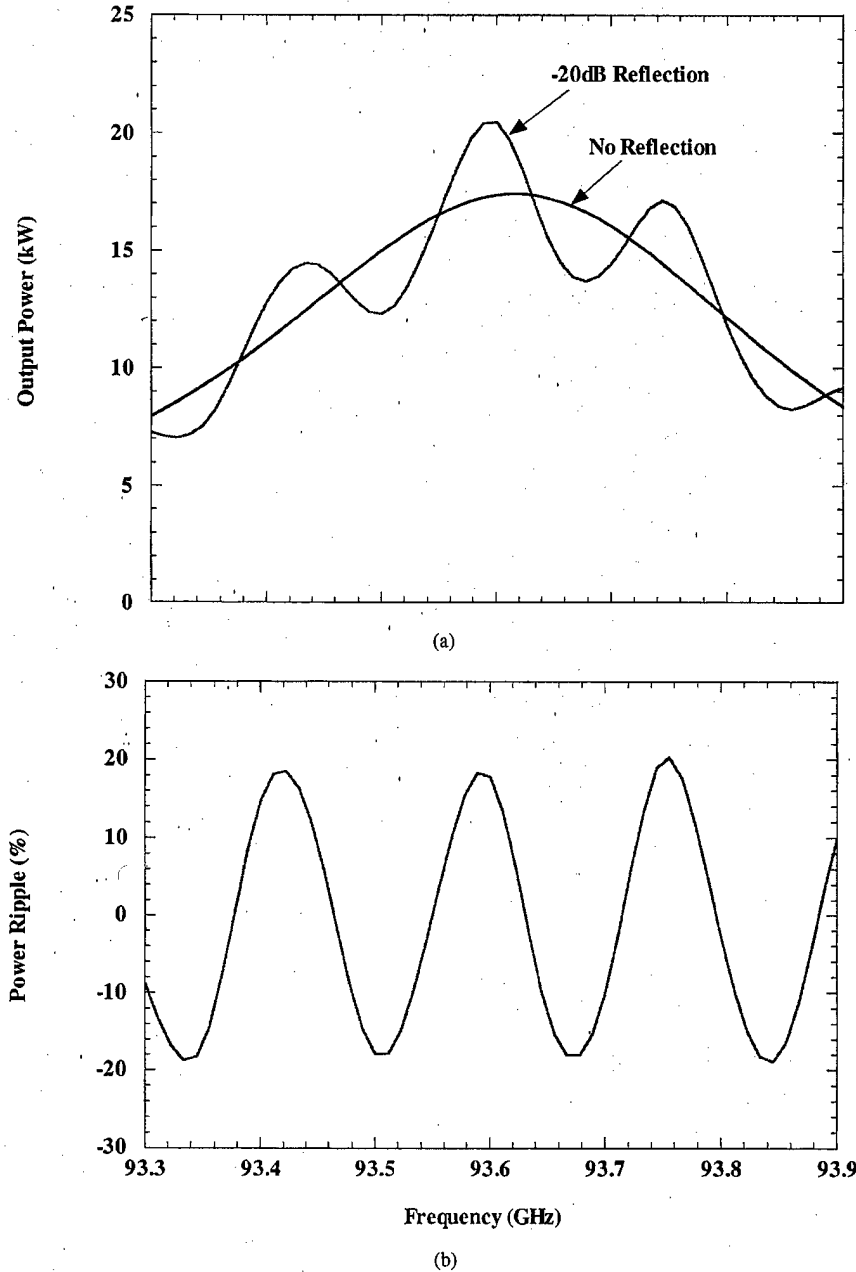 25
20
15
10
5
0
Output Power (kW)
-20dB Reflection
No Reflection
(a)
30
20
10
0
-10
-20
-30
Power Ripple (%)
93.3 93.4 93.5 93.6 93.7 93.8 93.9
Frequency (GHz)
(b)